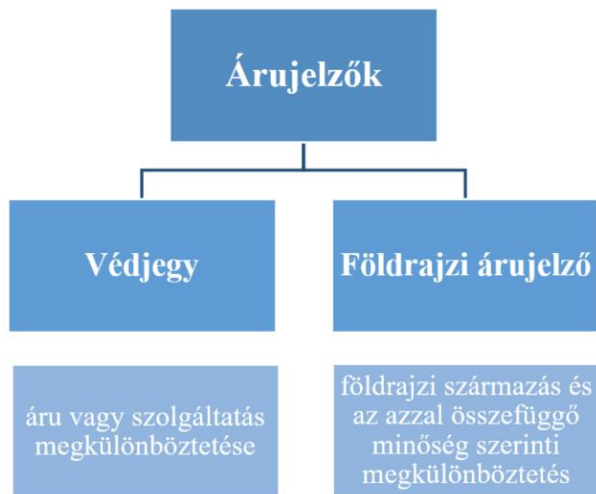 Árujelzők
Védjegy
Földrajzi árujelző
áru vagy szolgáltatás
megkülönböztetése
földrajzi származás és
az azzal összefüggő
minőség szerinti
megkülönböztetés